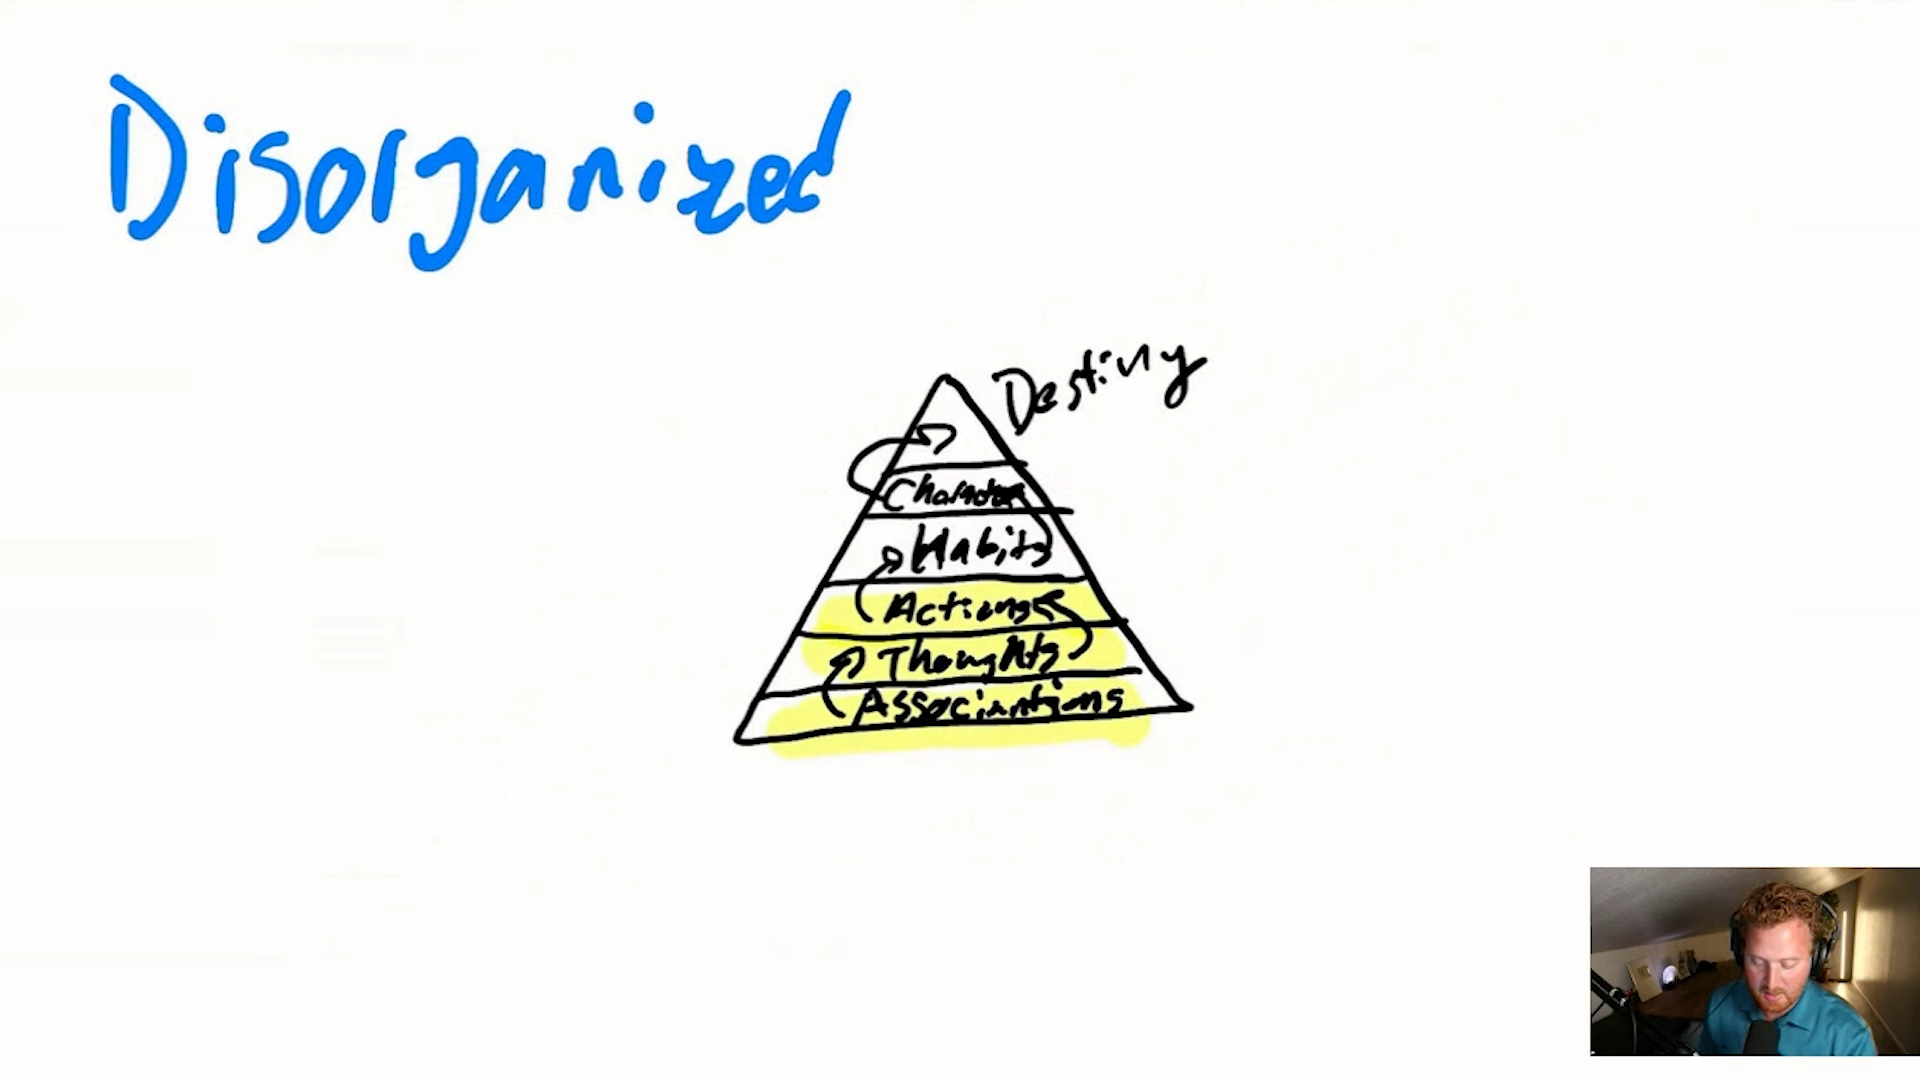 Disorganized
Destiny
Character
Habits
Actions
Thoughts
Associations